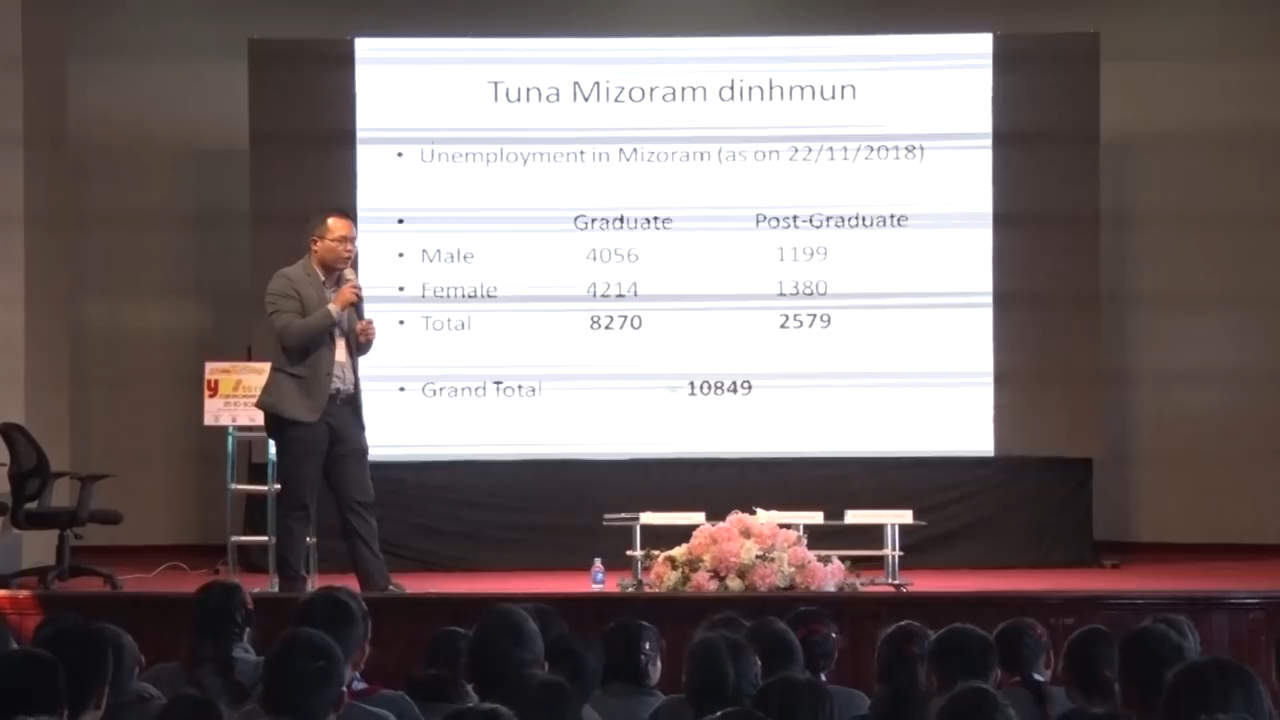 Tuna Mizoram dinhmun
• Unemployment in Mizoram (as on 22/11/2018)
• Graduate Post-Graduate
• Male 4056 1199
• Female 4214 1380
• Total 8270 2579
• Grand Total - 10849